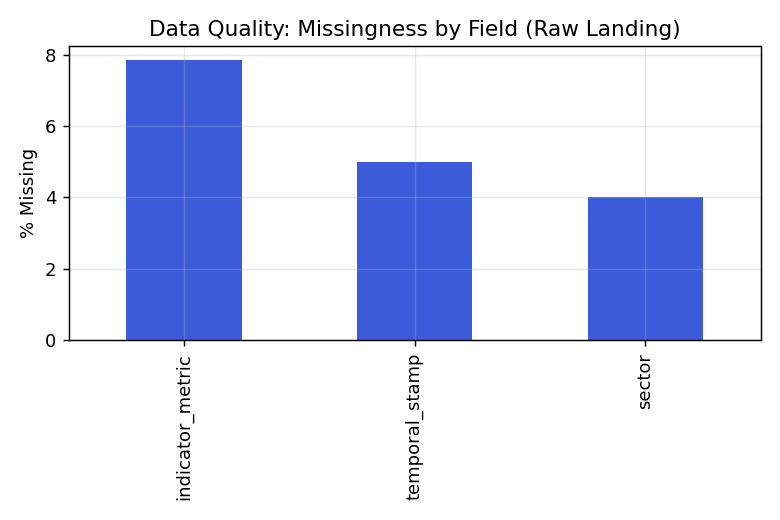 Data Quality: Missingness by Field (Raw Landing)
% Missing
8
6
4
2
0
indicator_metric
temporal_stamp
sector